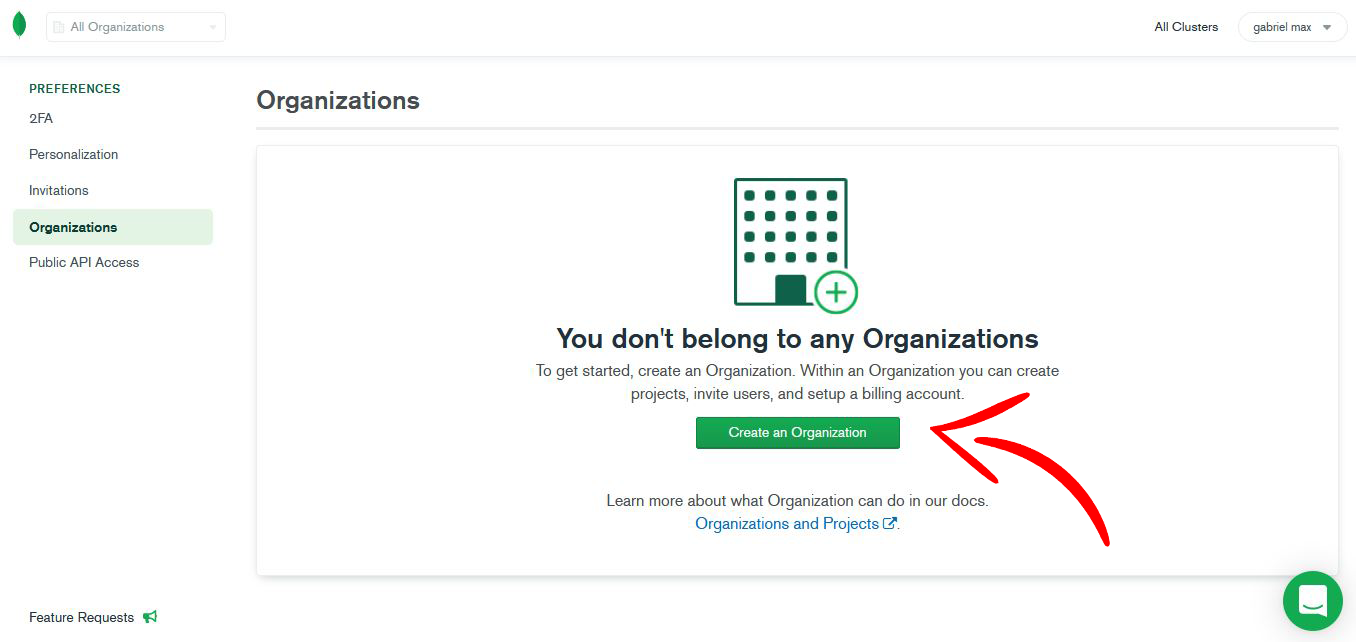 All Organizations
All Clusters
gabriel max
PREFERENCES
2FA
Personalization
Invitations
Organizations
Public API Access
Organizations
You don't belong to any Organizations
To get started, create an Organization. Within an Organization you can create
projects, invite users, and setup a billing account.
Create an Organization
Learn more about what Organization can do in our docs.
Organizations and Projects.
Feature Requests